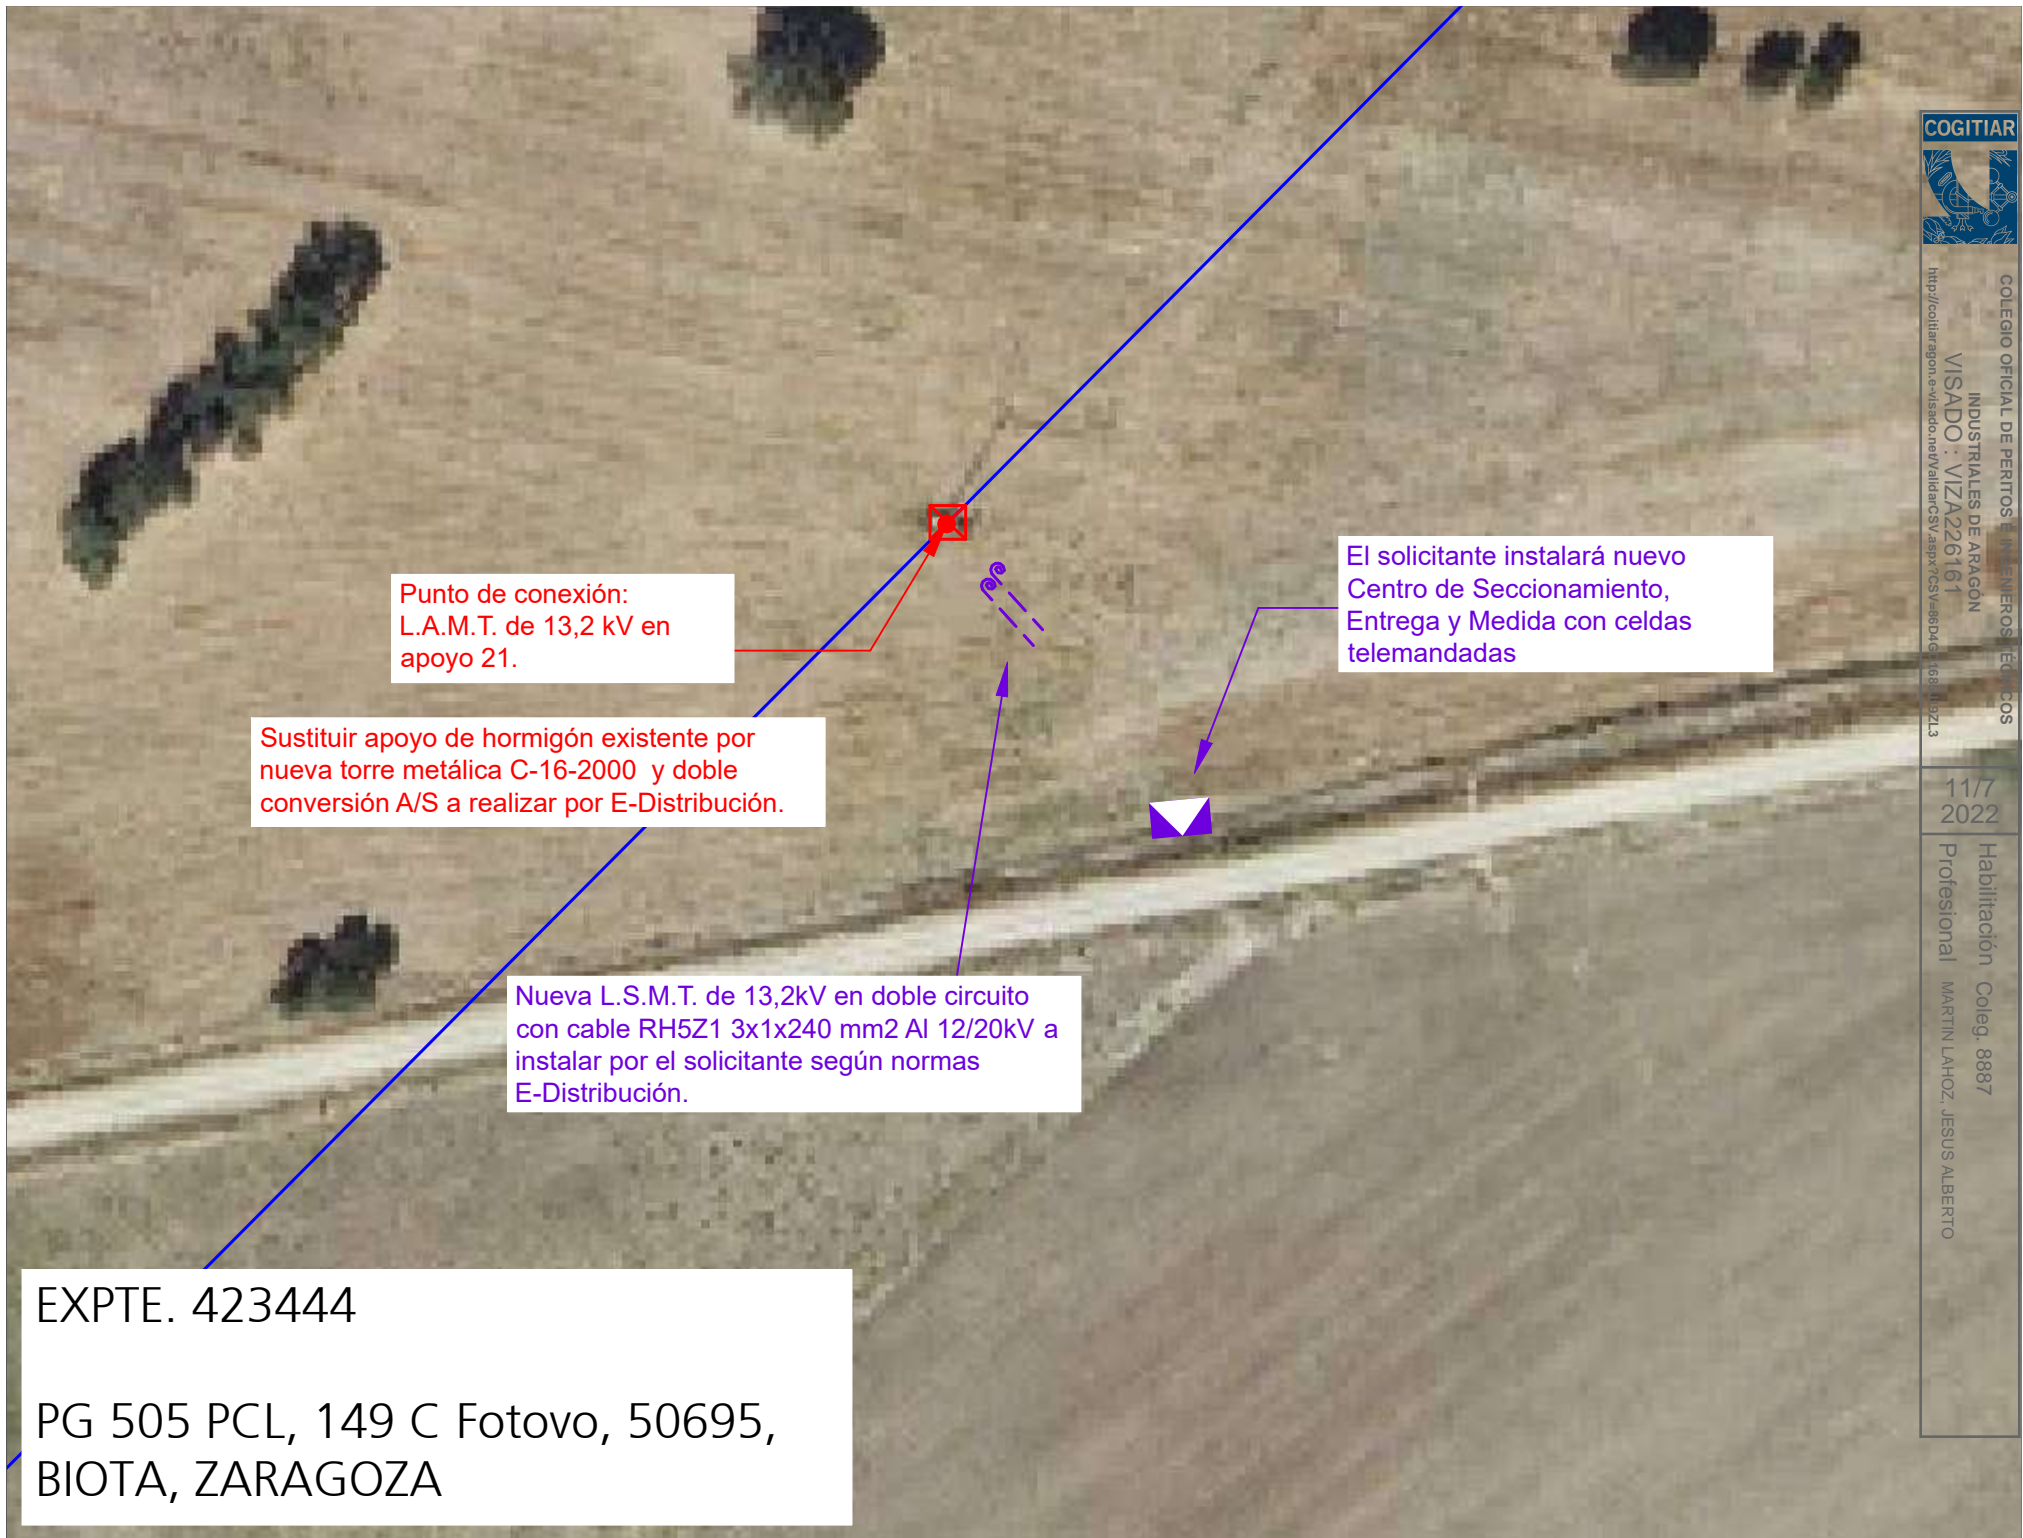 Punto de conexión:
L.A.M.T. de 13,2 kV en
apoyo 21.
El solicitante instalará nuevo
Centro de Seccionamiento,
Entrega y Medida con celdas
telemandadas
Sustituir apoyo de hormigón existente por
nueva torre metálica C-16-2000 y doble
conversión A/S a realizar por E-Distribución.
Nueva L.S.M.T. de 13,2kV en doble circuito
con cable RH5Z1 3x1x240 mm2 Al 12/20kV a
instalar por el solicitante según normas
E-Distribución.
EXPTE. 423444
PG 505 PCL, 149 C Fotovo, 50695,
BIOTA, ZARAGOZA
COGITIAR
COLEGIO OFICIAL DE PERITOS E INGENIEROS TÉCNICOS
INDUSTRIALES DE ARAGÓN
VISADO : VIZA226161
11/7
2022
Habilitación Coleg. 8887
Profesional MARTIN LAHOZ, JESUS ALBERTO